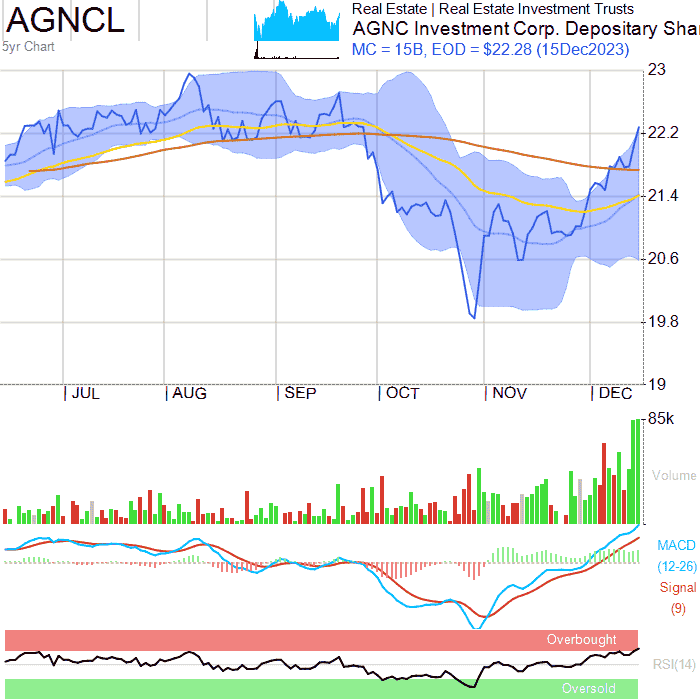 AGNCL
5yr Chart
Real Estate | Real Estate Investment Trusts
AGNC Investment Corp. Depositary Sha
MC = 15B, EOD = $22.28 (15Dec2023)
23
22.2
21.4
20.6
19.8
19
JUL AUG SEP OCT NOV DEC
85k
Volume
MACD
(12-26)
Signal
(9)
Overbought
RSI(14)
Oversold